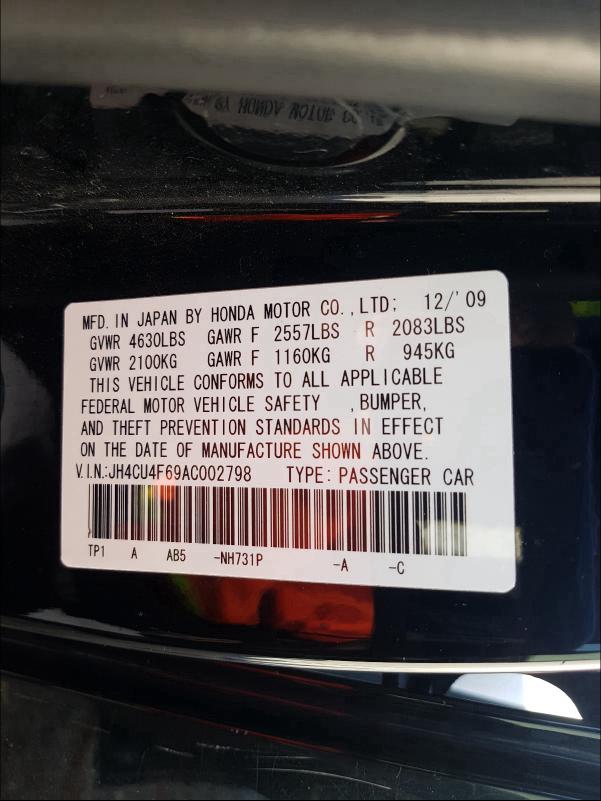 MFD. IN JAPAN BY HONDA MOTOR CO.,LTD; 12/'09
GVWR 4630LBS GAWR F 2557LBS R 2083LBS
GVWR 2100KG GAWR F 1160KG R 945KG
THIS VEHICLE CONFORMS TO ALL APPLICABLE
FEDERAL MOTOR VEHICLE SAFETY ,BUMPER,
AND THEFT PREVENTION STANDARDS IN EFFECT
ON THE DATE OF MANUFACTURE SHOWN ABOVE.
V.I.N:JH4CU4F69AC002798 TYPE: PASSENGER CAR
TP1 A AB5 -NH731P -A -C